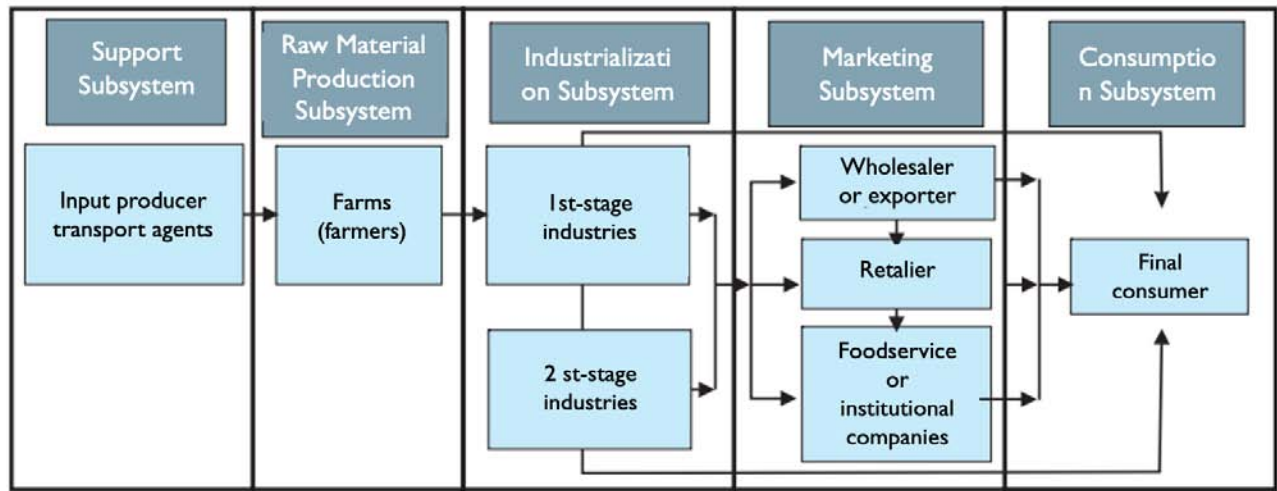 Support
Subsystem
Raw Material
Production
Subsystem
Industrializati
on Subsystem
Marketing
Subsystem
Consumptio
n Subsystem
Input producer
transport agents
Farms
(farmers)
1st-stage
industries
2 st-stage
industries
Wholesaler
or exporter
Retalier
Foodservice
or
institutional
companies
Final
consumer